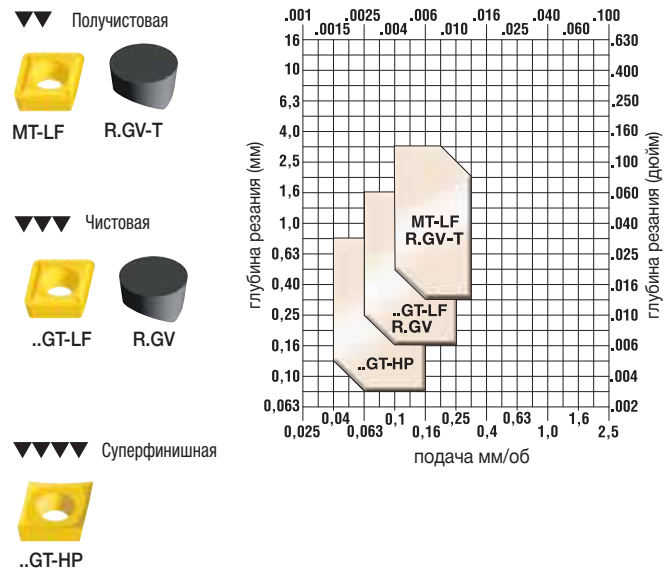 ▼▼ Получистовая
MT-LF R.GV-T
▼▼▼ Чистовая
..GT-LF R.GV
▼▼▼▼ Суперфинишная
..GT-HP
.001 .0025 .006 .016 .040 .100
.0015 .004 .010 .025 .060
глубина резания (мм)
16
10
6,3
4,0
2,5
1,6
1,0
0,63
0,40
0,25
0,16
0,10
0,063
MT-LF
R.GV-T
..GT-LF
R.GV
..GT-HP
.630
.400
.250
.160
.100
.060
.040
.025
.016
.010
.006
.004
.002
глубина резания (дюйм)
0,04 0,1 0,25 0,63 1,6
0,025 0,063 0,16 0,4 1,0 2,5
подача мм/об